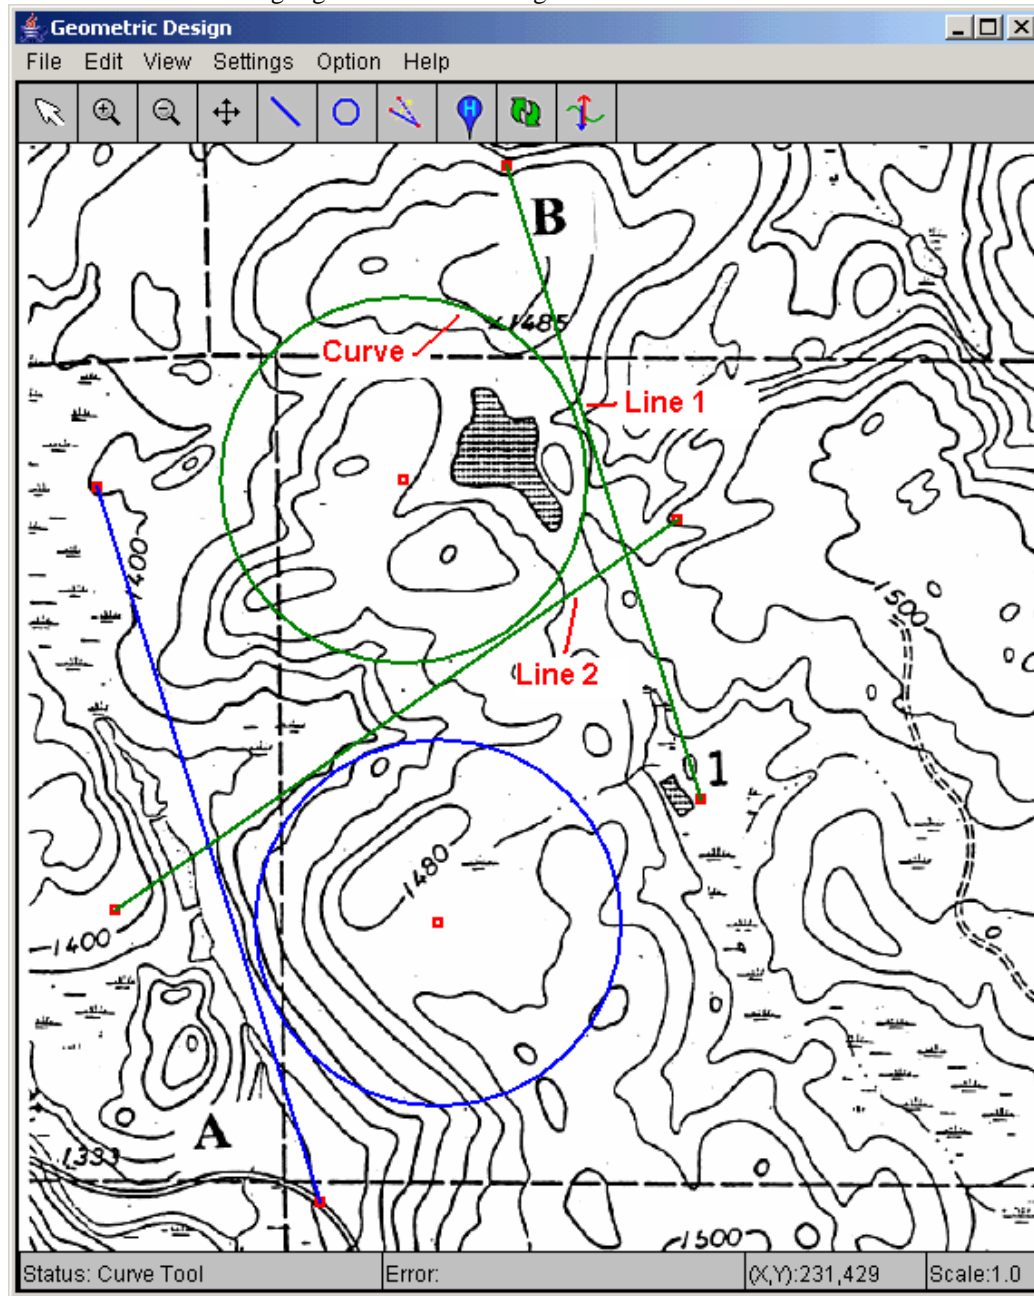 Geometric Design
File Edit View Settings Option Help
H
B
1485
Curve
Line 1
1400
1500
Line 2
1
1480
1400
A
1500
Status: Curve Tool
Error:
(X,Y):231,429
Scale:1.0